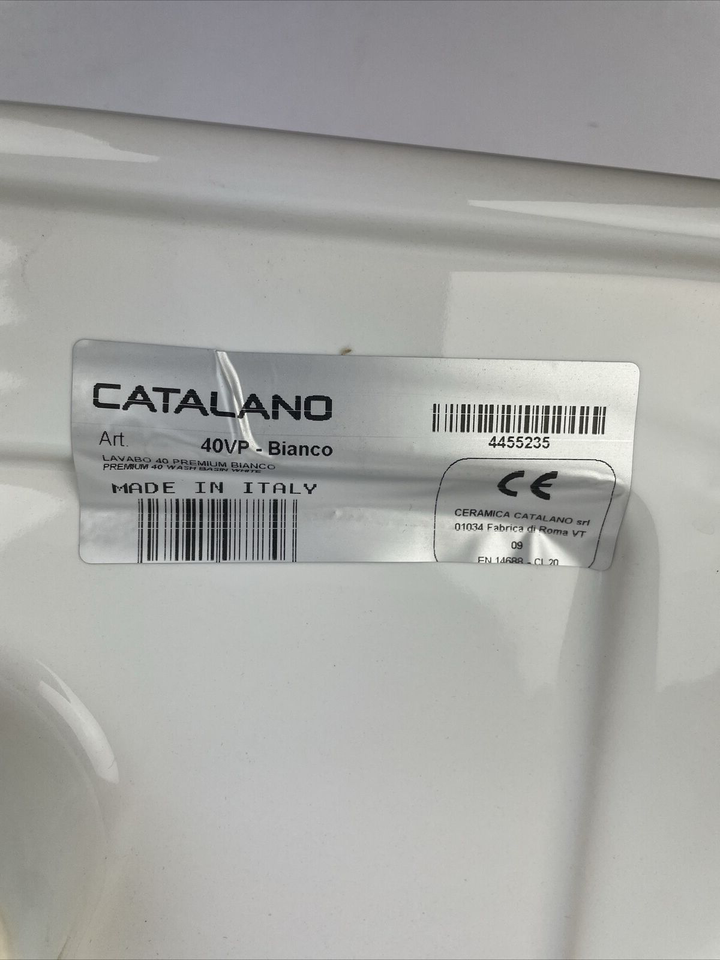 CATALANO
4455235
Art. 40VP - Bianco
LAVABO 40 PREMIUM BIANCO
PREMIUM 40 WASH BASIN WHITE
MADE IN ITALY
CE
CERAMICA CATALANO srl
01034 Fabrica di Roma VT
09
EN 14688 - CL 20